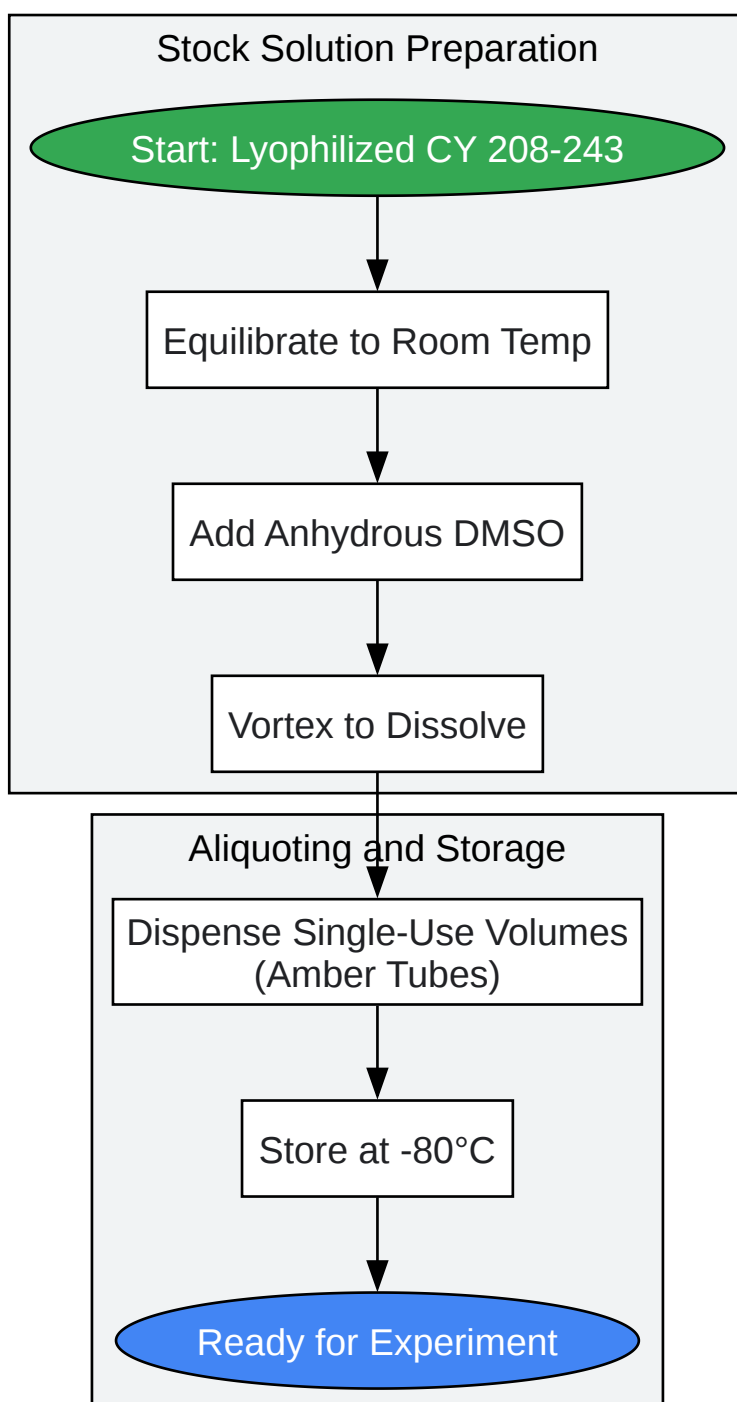 Stock Solution Preparation
Start: Lyophilized CY 208-243
Equilibrate to Room Temp
Add Anhydrous DMSO
Vortex to Dissolve
Aliquoting and Storage
Dispense Single-Use Volumes
(Amber Tubes)
Store at -80°C
Ready for Experiment